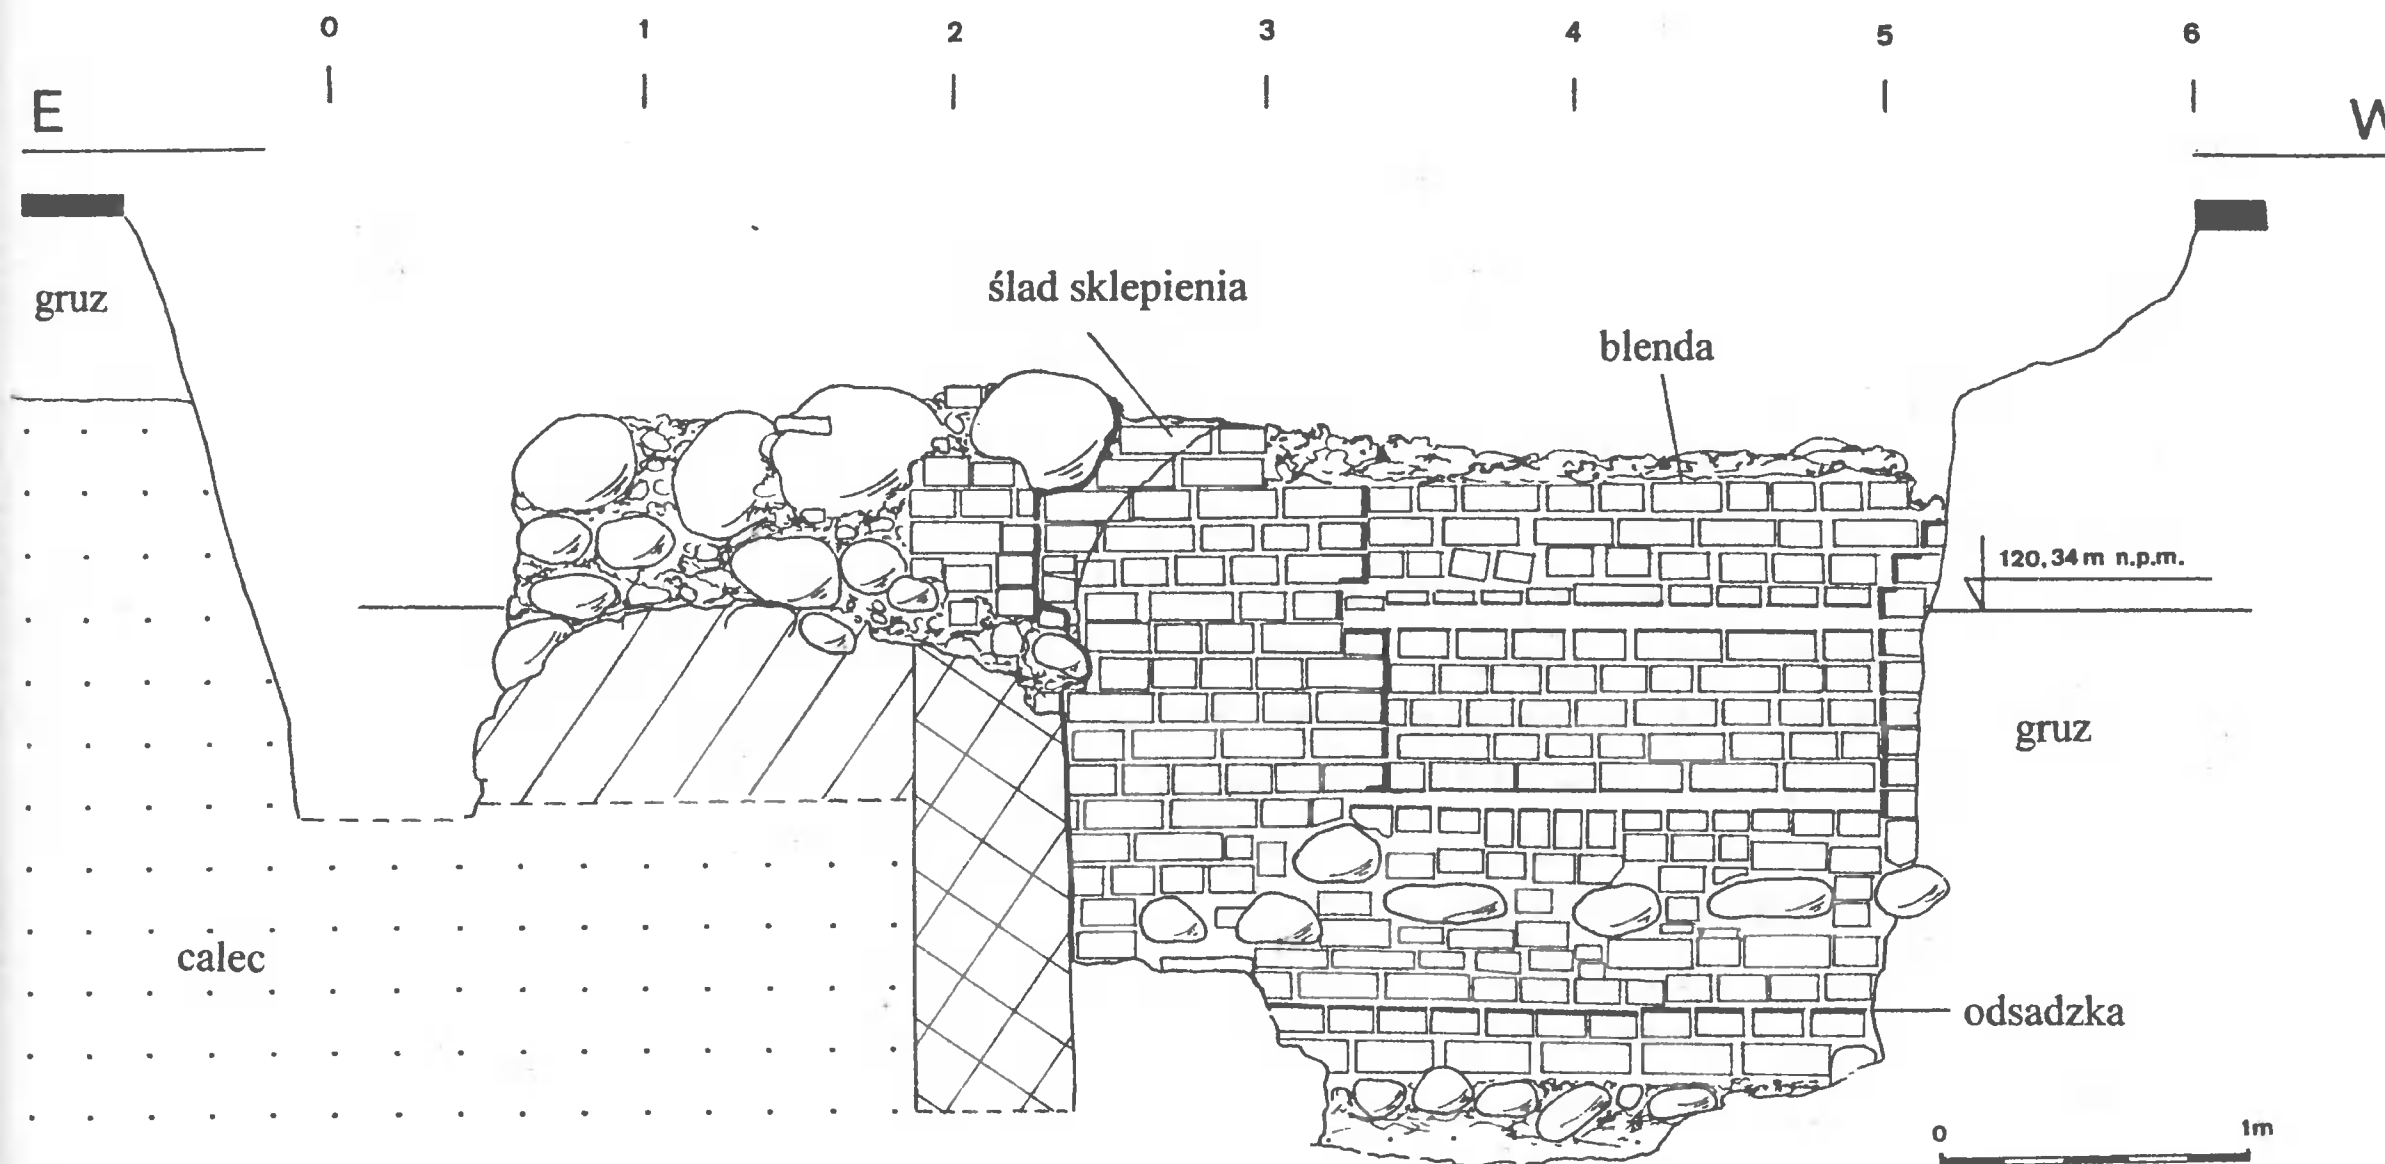 0 1 2 3 4 5 6
E W
gruz
ślad sklepienia
blenda
120,34 m n.p.m.
gruz
calec
odsadzka
0 1m